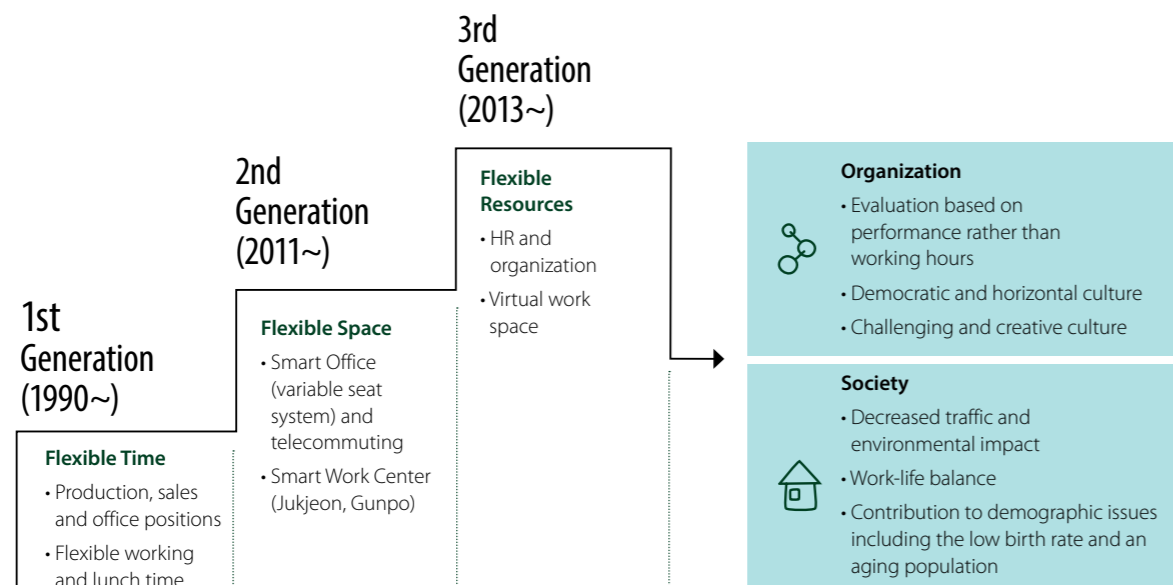 1st
Generation
(1990~)
Flexible Time
• Production, sales
and office positions
• Flexible working
and lunch time
2nd
Generation
(2011~)
Flexible Space
• Smart Office
(variable seat
system) and
telecommuting
• Smart Work Center
(Jukjeon, Gunpo)
3rd
Generation
(2013~)
Flexible
Resources
• HR and
organization
• Virtual work
space
Organization
• Evaluation based on
performance rather than
working hours
• Democratic and horizontal culture
• Challenging and creative culture
Society
• Decreased traffic and
environmental impact
• Work-life balance
• Contribution to demographic issues
including the low birth rate and an
aging population